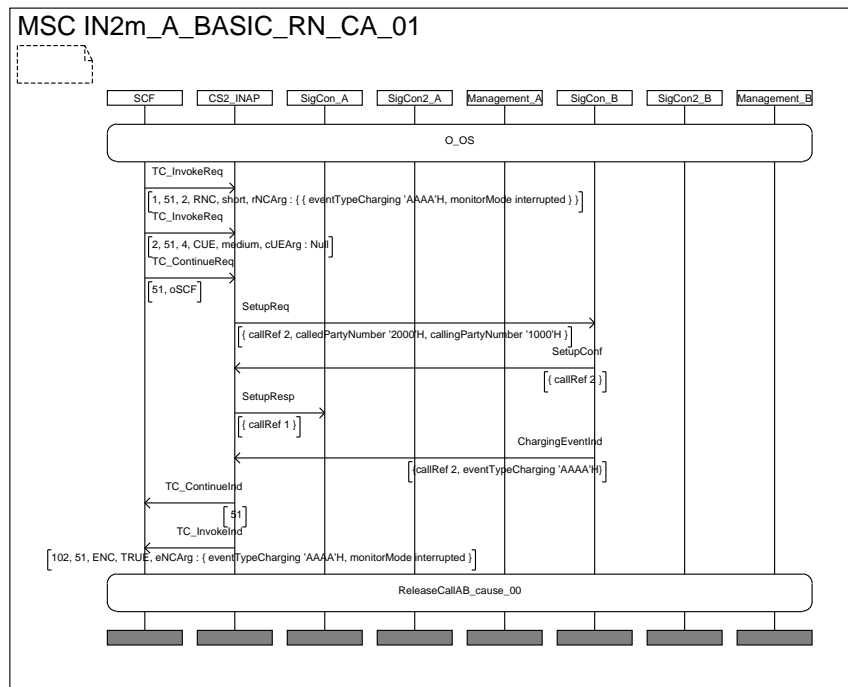 MSC IN2m_A_BASIC_RN_CA_01
SCF CS2_INAP SigCon_A SigCon2_A Management_A SigCon_B SigCon2_B Management_B
O_OS
TC_InvokeReq
1, 51, 2, RNC, short, rNCArg : { { eventTypeCharging 'AAAA'H, monitorMode interrupted } }
TC_InvokeReq
2, 51, 4, CUE, medium, cUEArg : Null
TC_ContinueReq
51, oSCF
SetupReq
{ callRef 2, calledPartyNumber '2000'H, callingPartyNumber '1000'H }
SetupConf
{ callRef 2 }
SetupResp
{ callRef 1 }
ChargingEventInd
{callRef 2, eventTypeCharging 'AAAA'H}
TC_ContinueInd
51
TC_InvokeInd
102, 51, ENC, TRUE, eNCArg : { eventTypeCharging 'AAAA'H, monitorMode interrupted }
ReleaseCallAB_cause_00